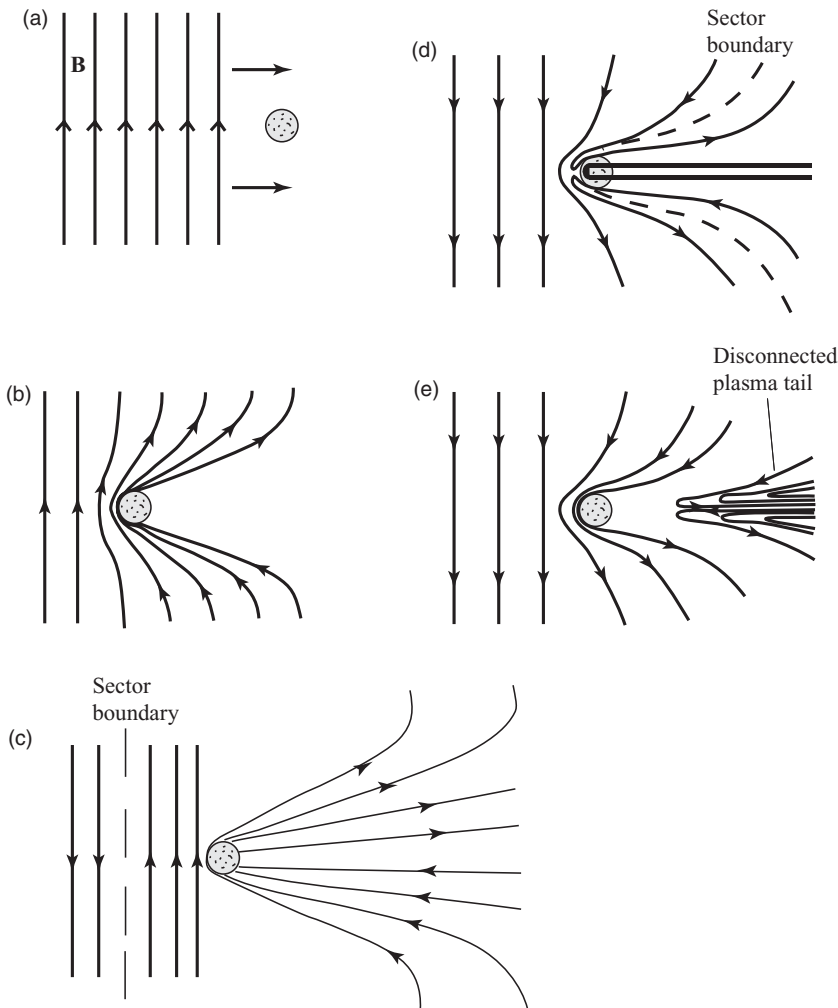 (a)
B
(b)
Sector
boundary
(c)
Sector
boundary
(d)
Disconnected
plasma tail
(e)